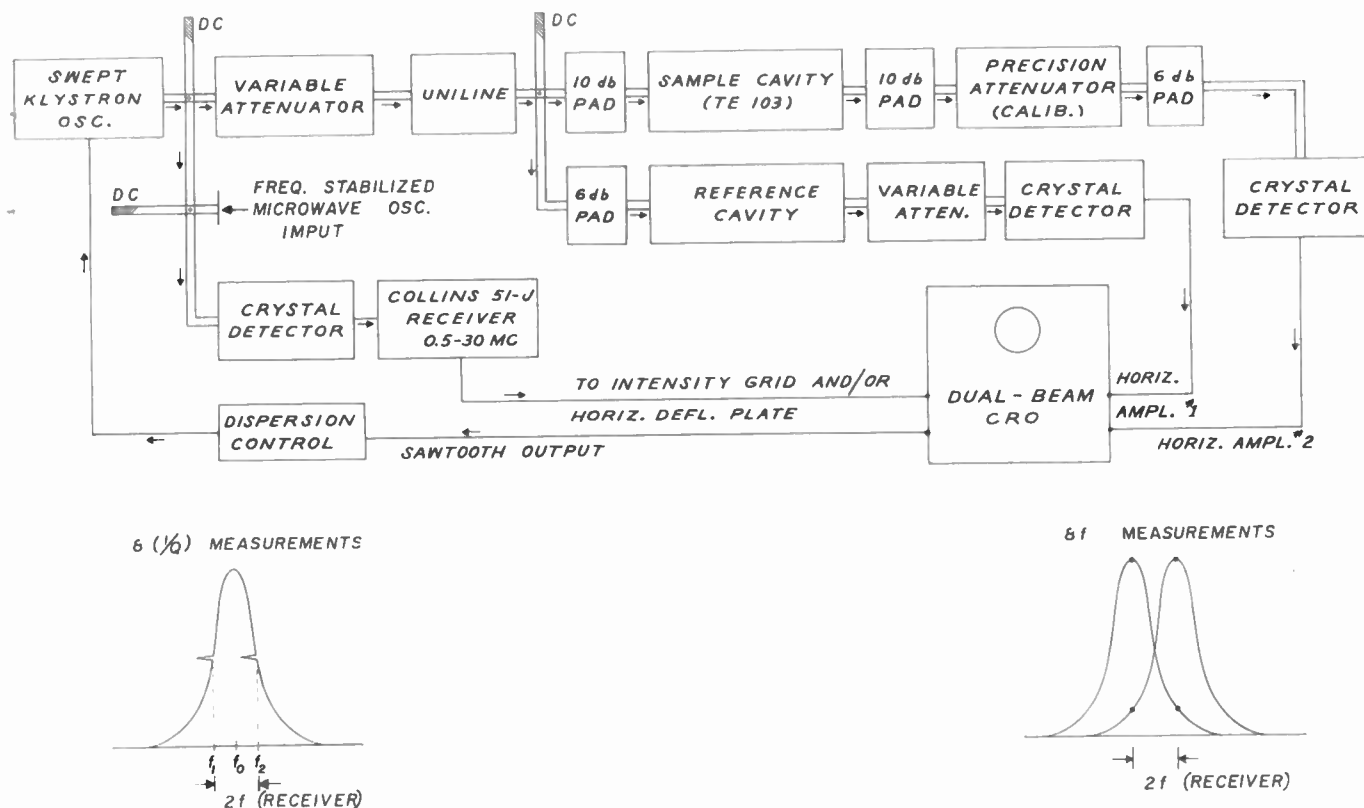 DC
DC
SWEPT
KLYSTRON
OSC.
VARIABLE
ATTENUATOR
UNILINE
10 db
PAD
SAMPLE CAVITY
(TE 103)
10 db
PAD
PRECISION
ATTENUATOR
(CALIB.)
6 db
PAD
DC
FREQ. STABILIZED
MICROWAVE OSC.
IMPUT
6 db
PAD
REFERENCE
CAVITY
VARIABLE
ATTEN.
CRYSTAL
DETECTOR
CRYSTAL
DETECTOR
CRYSTAL
DETECTOR
COLLINS 51-J
RECEIVER
0.5-30 MC
DUAL-BEAM
CRO
TO INTENSITY GRID AND/OR
HORIZ. DEFL. PLATE
HORIZ.
AMPL. #1
HORIZ. AMPL. #2
DISPERSION
CONTROL
SAWTOOTH OUTPUT
δ (1/Q) MEASUREMENTS
f1 f0 f2
2f (RECEIVER)
δf MEASUREMENTS
2f (RECEIVER)